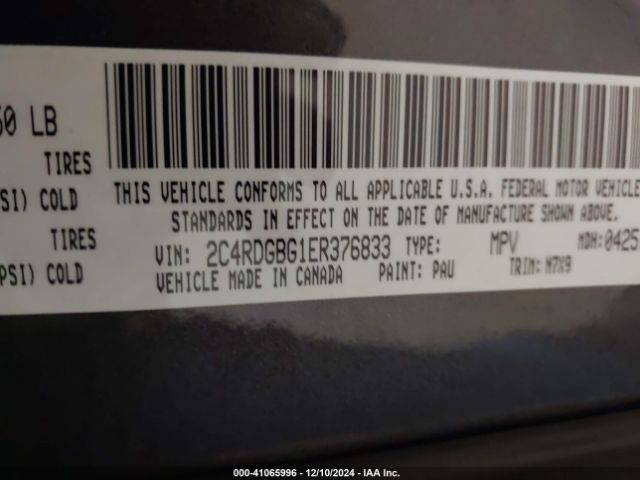 50 LB
TIRES
SI) COLD
TIRES
PSI) COLD
THIS VEHICLE CONFORMS TO ALL APPLICABLE U.S.A. FEDERAL MOTOR VEHICLE
STANDARDS IN EFFECT ON THE DATE OF MANUFACTURE SHOWN ABOVE.
VIN: 2C4RDGBG1ER376833 TYPE: MPV MDH:0425
VEHICLE MADE IN CANADA PAINT: PAU TRIM: N7X9
000-41065996 - 12/10/2024 - IAA Inc.